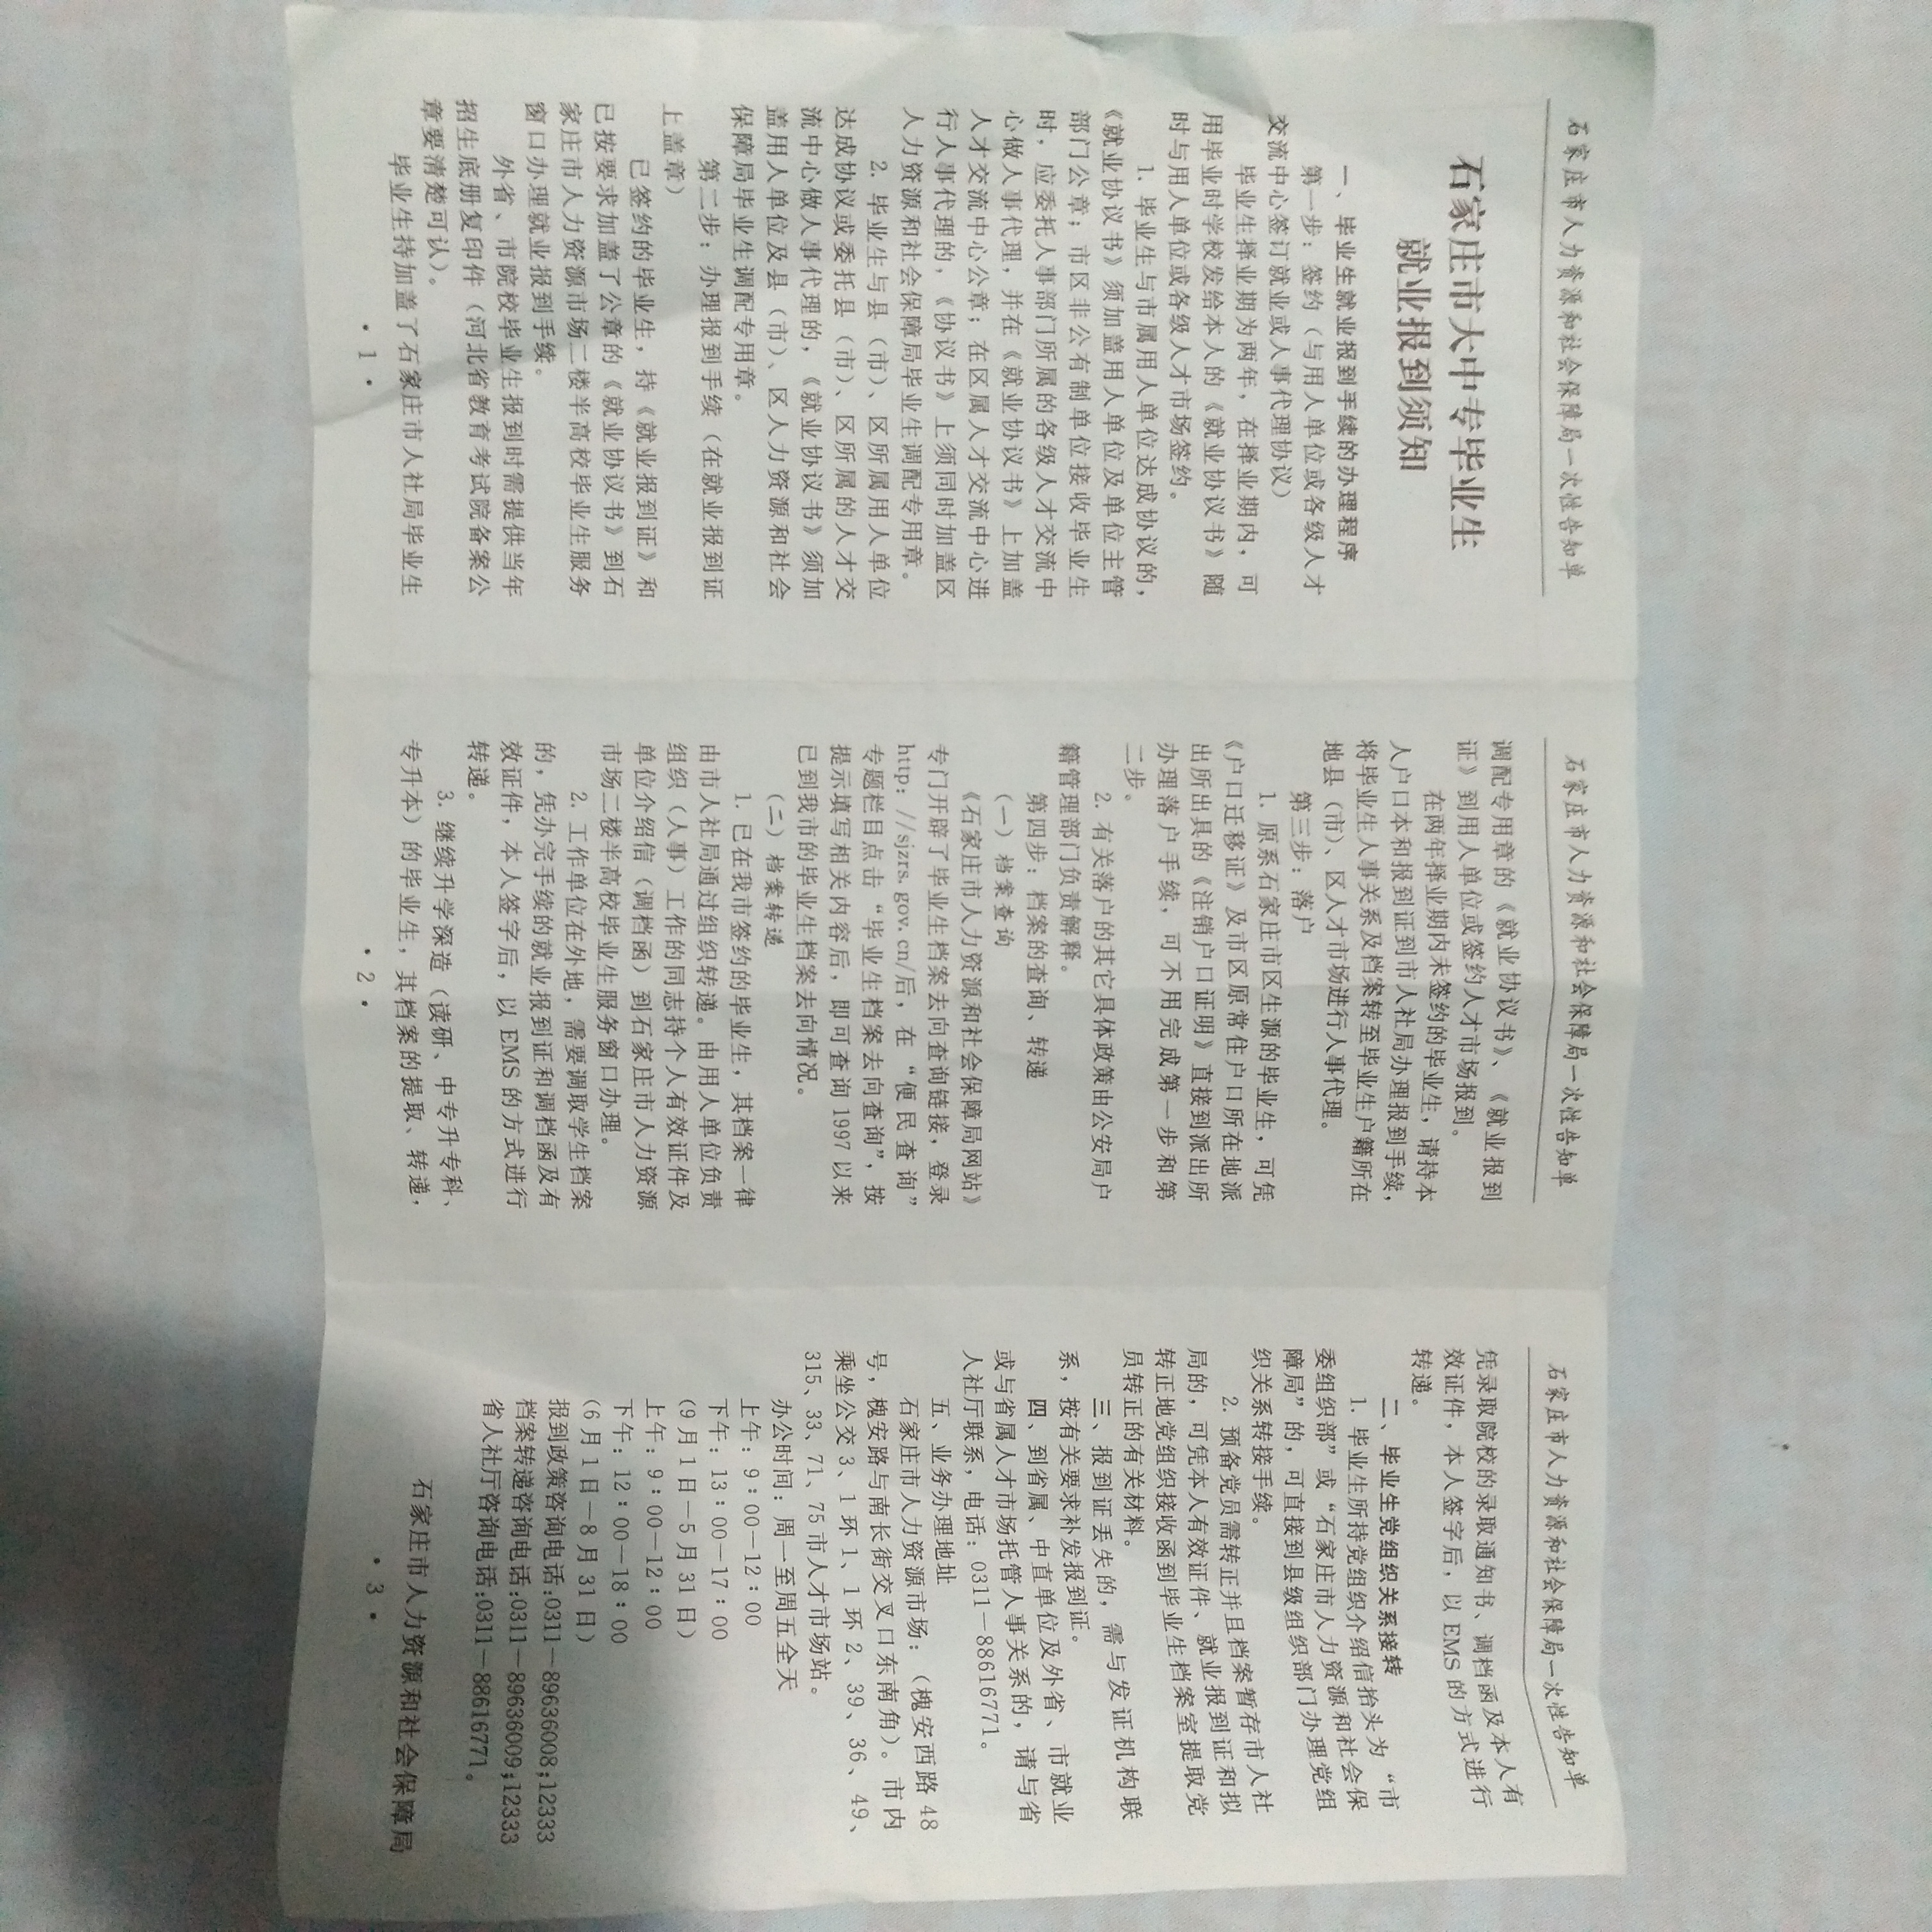 石家庄市人力资源和社会保障局一次性告知单
石家庄市大中专毕业生
就业报到须知
一、毕业生就业报到手续的办理程序
第一步：签约（与用人单位或各级人才
交流中心签订就业或人事代理协议）
毕业生择业期为两年，在择业期内，可
用毕业时学校发给本人的《就业协议书》随
时与用人单位或各级人才市场签约。
1. 毕业生与市属用人单位达成协议的，
《就业协议书》须加盖用人单位及单位主管
部门公章；市区非公有制单位接收毕业生
时，应委托人事部门所属的各级人才交流中
心做人事代理，并在《就业协议书》上加盖
人才交流中心公章；在区属人才交流中心进
行人事代理的，《协议书》上须同时加盖区
人力资源和社会保障局毕业生调配专用章。
2. 毕业生与县（市）、区所属用人单位
达成协议或委托县（市）、区所属的人才交
流中心做人事代理的，《就业协议书》须加
盖用人单位及县（市）、区人力资源和社会
保障局毕业生调配专用章。
第二步：办理报到手续（在就业报到证
上盖章）
已签约的毕业生，持《就业报到证》和
已按要求加盖了公章的《就业协议书》到石
家庄市人力资源市场二楼半高校毕业生服务
窗口办理就业报到手续。
外省、市院校毕业生报到时需提供当年
招生底册复印件（河北省教育考试院备案公
章要清楚可认）。
毕业生持加盖了石家庄市人社局毕业生
· 1 ·
石家庄市人力资源和社会保障局一次性告知单
调配专用章的《就业协议书》、《就业报到
证》到用人单位或签约人才市场报到。
在两年择业期内未签约的毕业生，请持本
人户口本和报到证到市人社局办理报到手续，
将毕业生人事关系及档案转至毕业生户籍所在
地县（市）、区人才市场进行人事代理。
第三步：落户
1. 原系石家庄市区生源的毕业生，可凭
《户口迁移证》及市区原常住户口所在地派
出所出具的《注销户口证明》直接到派出所
办理落户手续，可不用完成第一步和第
二步。
2. 有关落户的其它具体政策由公安局户
籍管理部门负责解释。
第四步：档案的查询、转递
（一）档案查询
《石家庄市人力资源和社会保障局网站》
专门开辟了毕业生档案去向查询链接，登录
http: //sjzrs.gov.cn/后，在“便民查询”
专题栏目点击“毕业生档案去向查询”，按
提示填写相关内容后，即可查询 1997 以来
已到我市的毕业生档案去向情况。
（二）档案转递
1. 已在我市签约的毕业生，其档案一律
由市人社局通过组织转递。由用人单位负责
组织（人事）工作的同志持个人有效证件及
单位介绍信（调档函）到石家庄市人力资源
市场二楼半高校毕业生服务窗口办理。
2. 工作单位在外地，需要调取学生档案
的，凭办完手续的就业报到证和调档函及有
效证件，本人签字后，以 EMS 的方式进行
转递。
3. 继续升学深造（读研、中专升专科、
专升本）的毕业生，其档案的提取、转递，
· 2 ·
石家庄市人力资源和社会保障局一次性告知单
凭录取院校的录取通知书、调档函及本人有
效证件，本人签字后，以 EMS 的方式进行
转递。
二、毕业生党组织关系接转
1. 毕业生所持党组织介绍信抬头为“市
委组织部”或“石家庄市人力资源和社会保
障局”的，可直接到县级组织部门办理党组
织关系转接手续。
2. 预备党员需转正并且档案暂存市人社
局的，可凭本人有效证件、就业报到证和拟
转正地党组织接收函到毕业生档案室提取党
员转正的有关材料。
三、报到证丢失的，需与发证机构联
系，按有关要求补发报到证。
四、到省属、中直单位及外省、市就业
或与省属人才市场托管人事关系的，请与省
人社厅联系，电话：0311－88616771。
五、业务办理地址
石家庄市人力资源市场：（槐安西路 48
号，槐安路与南长街交叉口东南角）。市内
乘坐公交 3、1 环 1、1 环 2、39、36、49、
315、33、71、75 市人才市场站。
办公时间：周一至周五全天
上午：9：00—12：00
下午：13：00—17：00
（9 月 1 日—5 月 31 日）
上午：9：00—12：00
下午：12：00—18：00
（6 月 1 日—8 月 31 日）
报到政策咨询电话:0311－89636008;12333
档案转递咨询电话:0311－89636009;12333
省人社厅咨询电话:0311－88616771。
石家庄市人力资源和社会保障局
· 3 ·